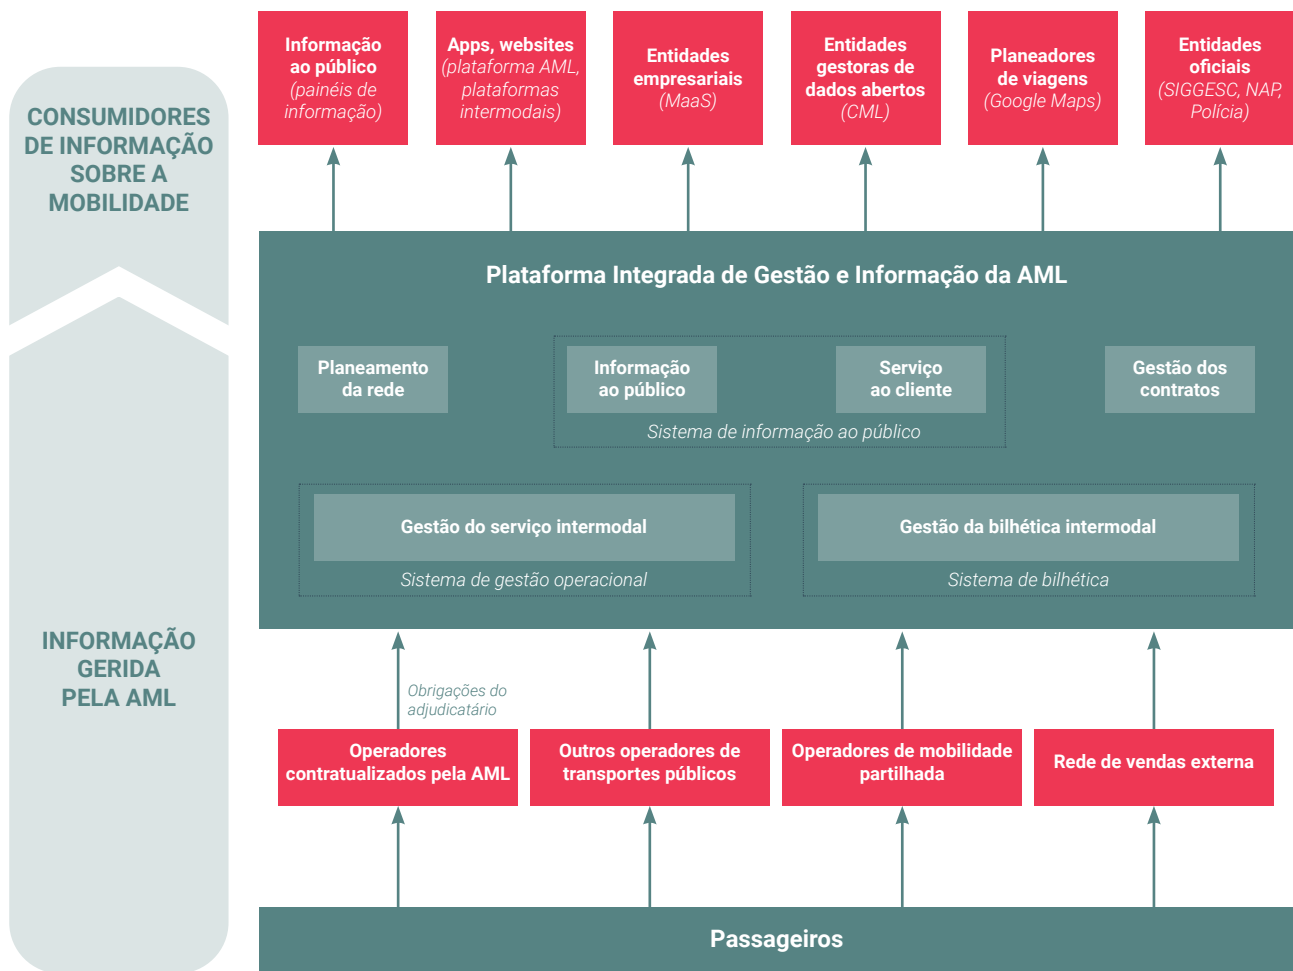 CONSUMIDORES
DE INFORMAÇÃO
SOBRE A
MOBILIDADE
Informação
ao público
(painéis de
informação)
Apps, websites
(plataforma AML,
plataformas
intermodais)
Entidades
empresariais
(MaaS)
Entidades
gestoras de
dados abertos
(CML)
Planeadores
de viagens
(Google Maps)
Entidades
oficiais
(SIGGESC, NAP,
Polícia)
Plataforma Integrada de Gestão e Informação da AML
Planeamento
da rede
Informação
ao público
Serviço
ao cliente
Sistema de informação ao público
Gestão dos
contratos
Gestão do serviço intermodal
Sistema de gestão operacional
Gestão da bilhética intermodal
Sistema de bilhética
INFORMAÇÃO
GERIDA
PELA AML
Obrigações do
adjudicatário
Operadores
contratualizados pela AML
Outros operadores de
transportes públicos
Operadores de mobilidade
partilhada
Rede de vendas externa
Passageiros